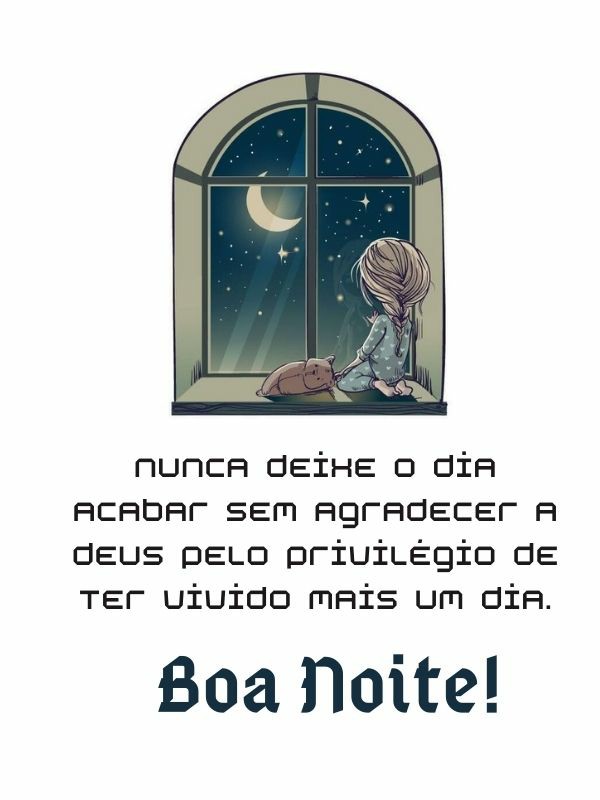 nunca deixe o dia
acabar sem agradecer a
deus pelo privilégio de
ter vivido mais um dia.
Boa Noite!